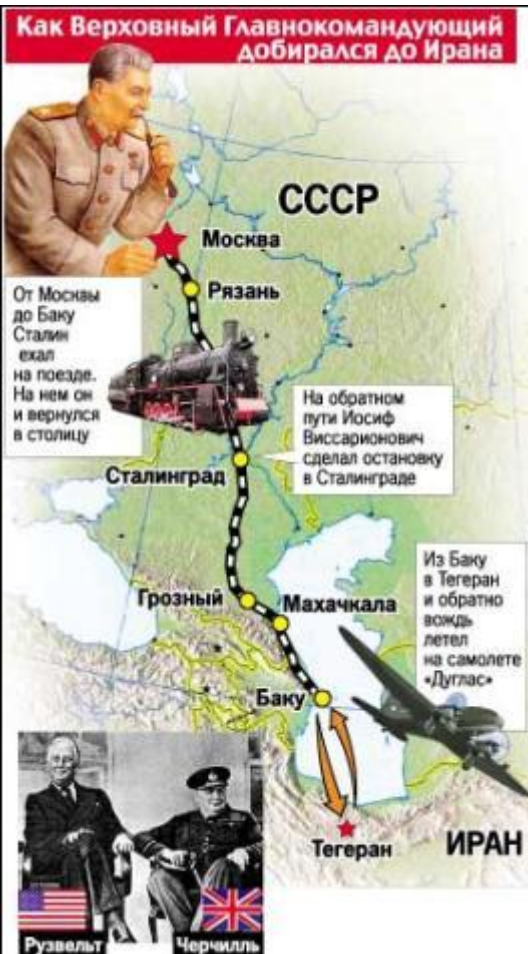 Как Верховный Главнокомандующий
добирался до Ирана
СССР
Москва
Рязань
От Москвы
до Баку
Сталин
ехал
на поезде.
На нем он
и вернулся
в столицу
На обратном
пути Иосиф
Виссарионович
сделал остановку
в Сталинграде
Сталинград
Грозный
Махачкала
Из Баку
в Тегеран
и обратно
вождь
летел
на самолете
«Дуглас»
Баку
Тегеран
ИРАН
Рузвельт
Черчилль